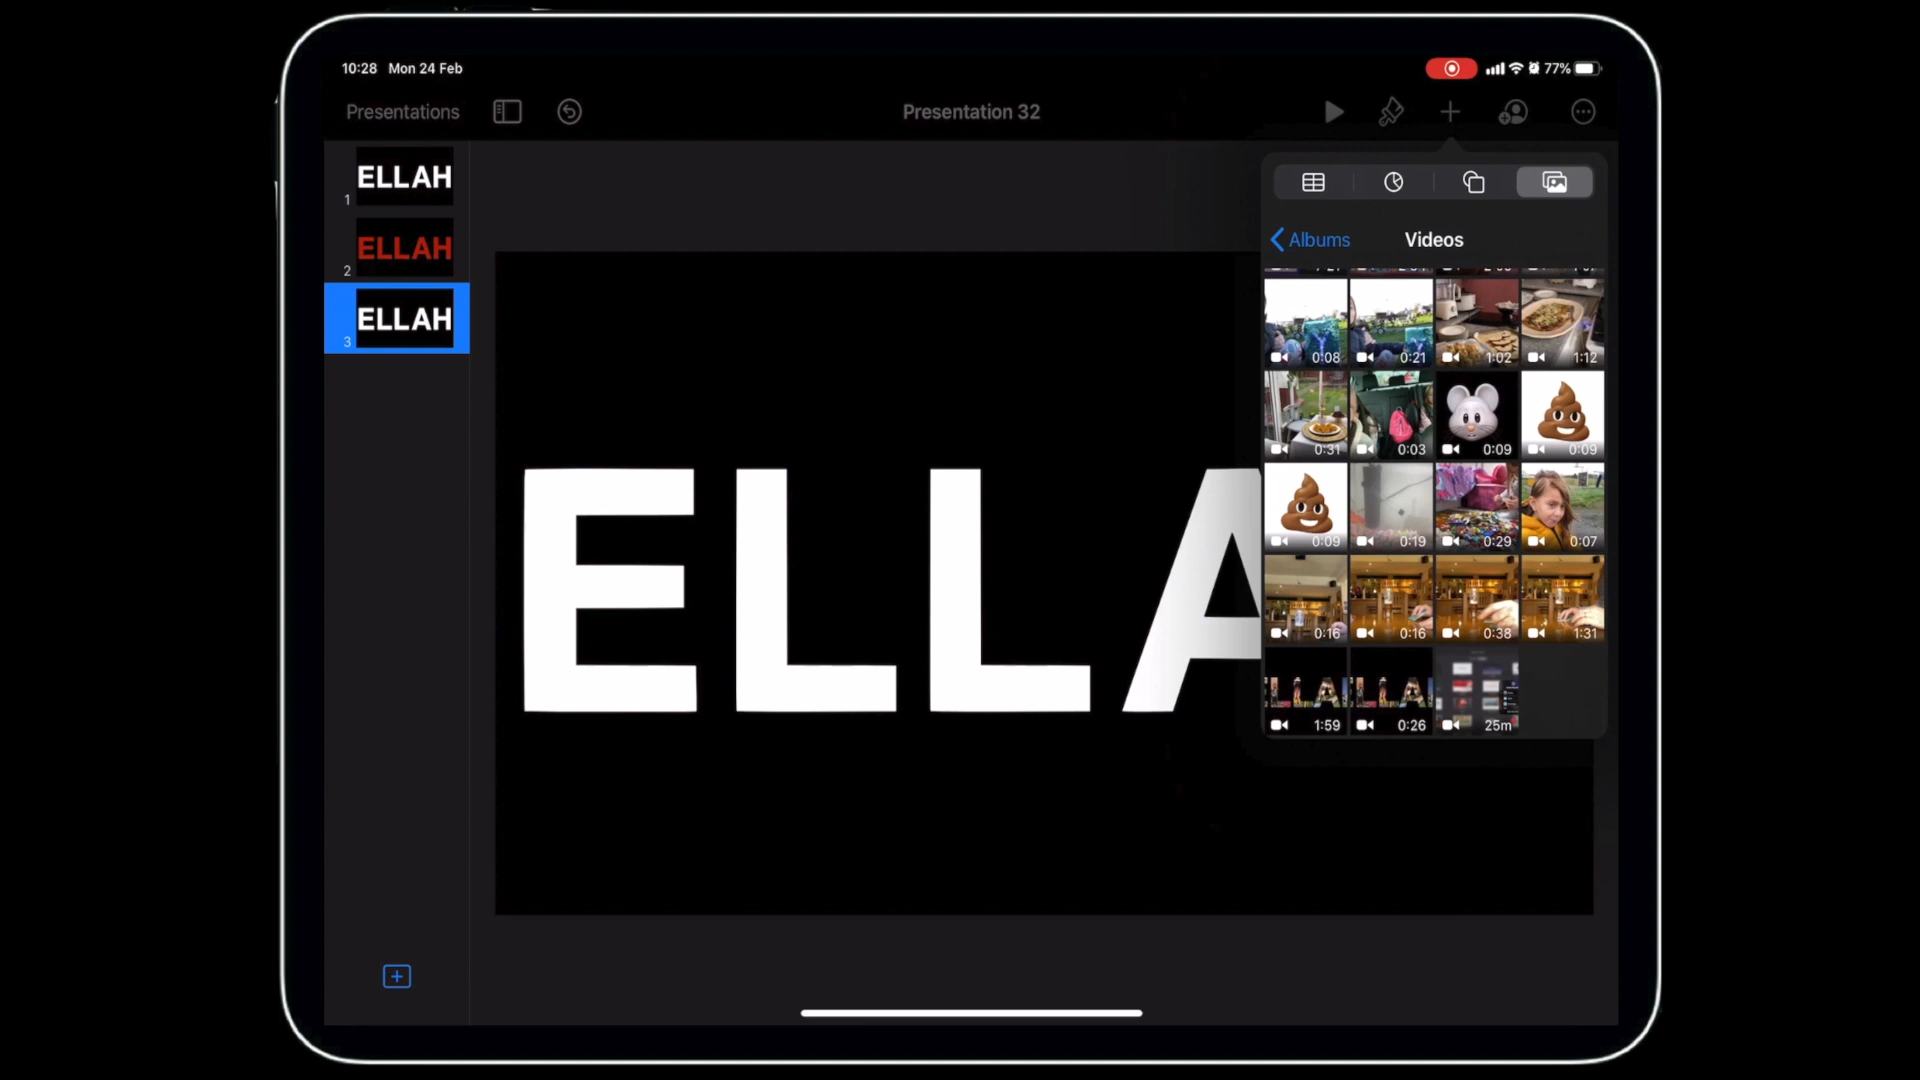 10:28 Mon 24 Feb
77%
Presentations
Presentation 32
ELLAH
1
ELLAH
2
ELLAH
3
Albums
Videos
0:08 0:21 1:02 1:12
0:31 0:03 0:09 0:09
0:09 0:19 0:29 0:07
0:16 0:16 0:38 1:31
LLA LLA
1:59 0:26 25m
ELLA